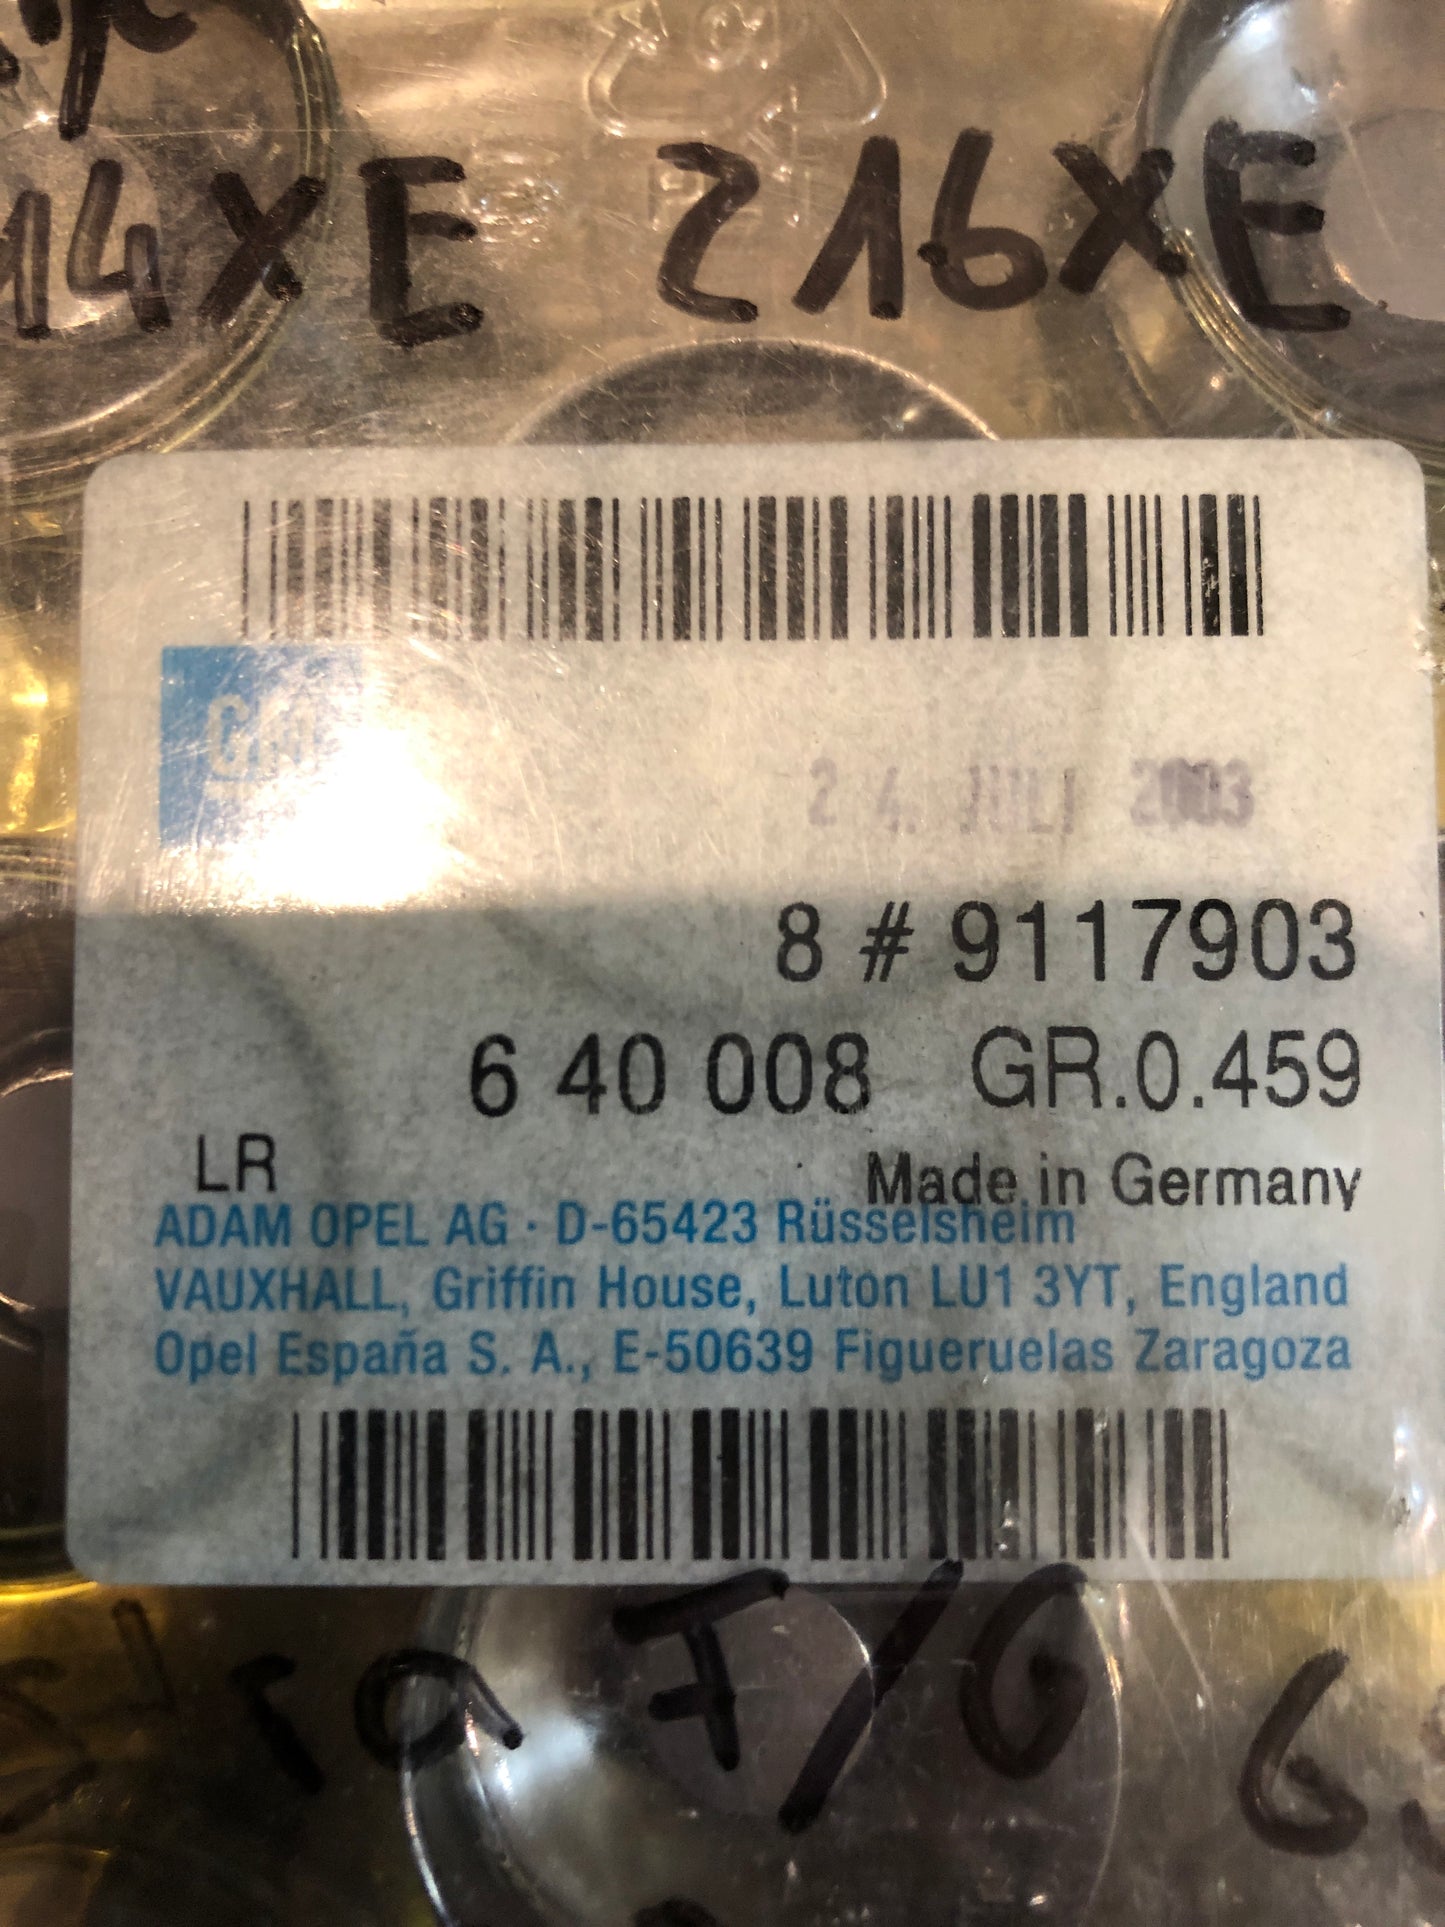 14XE Z16XE
GM
24. JULI 2003
8 # 9117903
6 40 008 GR.0.459
LR
Made in Germany
ADAM OPEL AG · D-65423 Rüsselsheim
VAUXHALL, Griffin House, Luton LU1 3YT, England
Opel España S. A., E-50639 Figueruelas Zaragoza
F/G